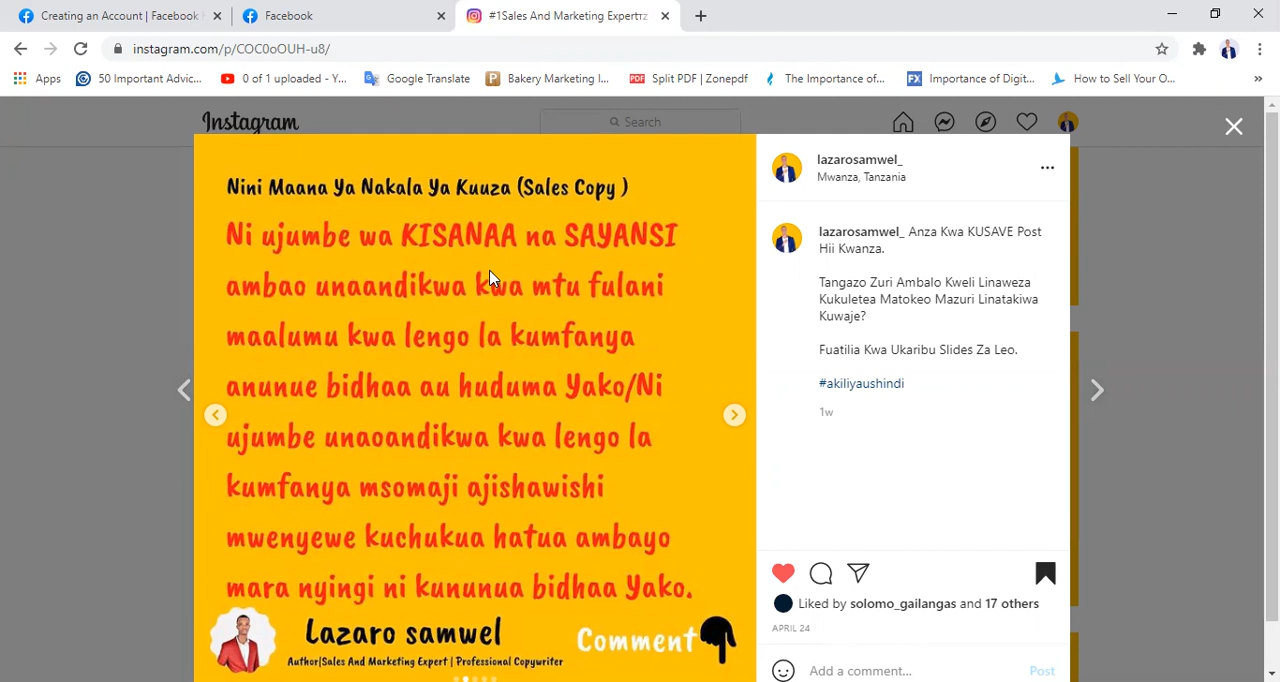 Creating an Account | Facebook
Facebook
#1Sales And Marketing Expertrz
instagram.com/p/COC0oOUH-u8/
Apps
50 Important Advic...
0 of 1 uploaded - Y...
Google Translate
Bakery Marketing I...
Split PDF | Zonepdf
The Importance of...
FX Importance of Digit...
How to Sell Your O...
Instagram
Search
Nini Maana Ya Nakala Ya Kuuza (Sales Copy )
Ni ujumbe wa KISANAA na SAYANSI
ambao unaandikwa kwa mtu fulani
maalumu kwa lengo la kumfanya
anunue bidhaa au huduma Yako/Ni
ujumbe unaoandikwa kwa lengo la
kumfanya msomaji ajishawishi
mwenyewe kuchukua hatua ambayo
mara nyingi ni kununua bidhaa Yako.
Lazaro samwel
Author|Sales And Marketing Expert | Professional Copywriter
Comment
lazarosamwel_
Mwanza, Tanzania
lazarosamwel_ Anza Kwa KUSAVE Post
Hii Kwanza.
Tangazo Zuri Ambalo Kweli Linaweza
Kukuletea Matokeo Mazuri Linatakiwa
Kuwaje?
Fuatilia Kwa Ukaribu Slides Za Leo.
#akiliyaushindi
1w
Liked by solomo_gailangas and 17 others
APRIL 24
Add a comment...
Post